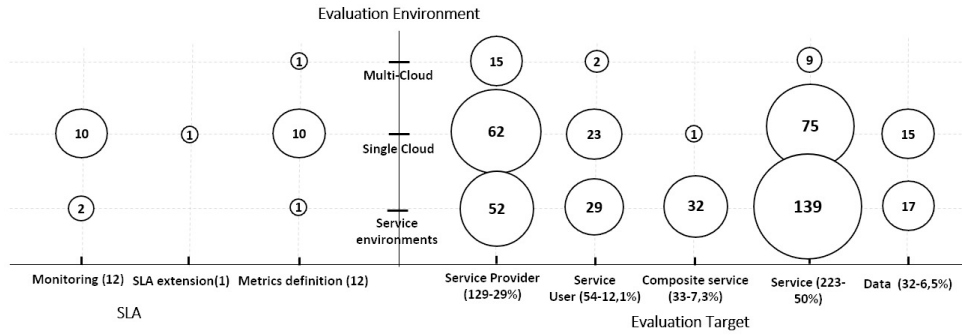 Evaluation Environment
1
15
2
9
Multi-Cloud
10
1
10
62
23
1
75
15
Single Cloud
2
1
52
29
32
139
17
Service
environments
Monitoring (12)
SLA extension(1)
Metrics definition (12)
Service Provider
(129-29%)
Service
User (54-12,1%)
Composite service
(33-7,3%)
Service (223-
50%)
Data (32-6,5%)
SLA
Evaluation Target